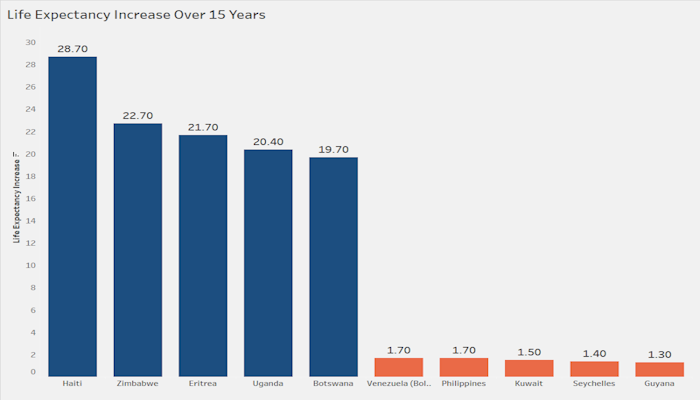 Life Expectancy Increase Over 15 Years
30
28
26
24
22
20
18
16
14
12
10
8
6
4
2
0
Life Expectancy Increase
28.70
22.70
21.70
20.40
19.70
1.70
1.70
1.50
1.40
1.30
Haiti
Zimbabwe
Eritrea
Uganda
Botswana
Venezuela (Bol..
Philippines
Kuwait
Seychelles
Guyana